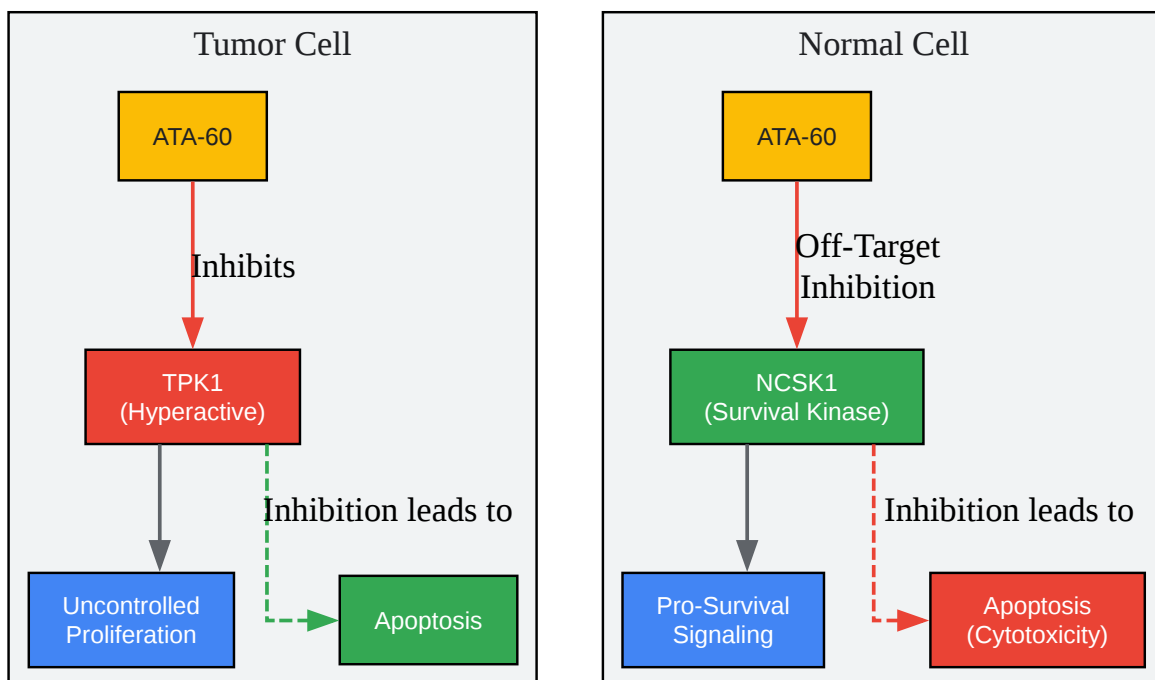 Tumor Cell
ATA-60
Inhibits
TPK1
(Hyperactive)
Inhibition leads to
Uncontrolled
Proliferation
Apoptosis
Normal Cell
ATA-60
Off-Target
Inhibition
NCSK1
(Survival Kinase)
Inhibition leads to
Pro-Survival
Signaling
Apoptosis
(Cytotoxicity)